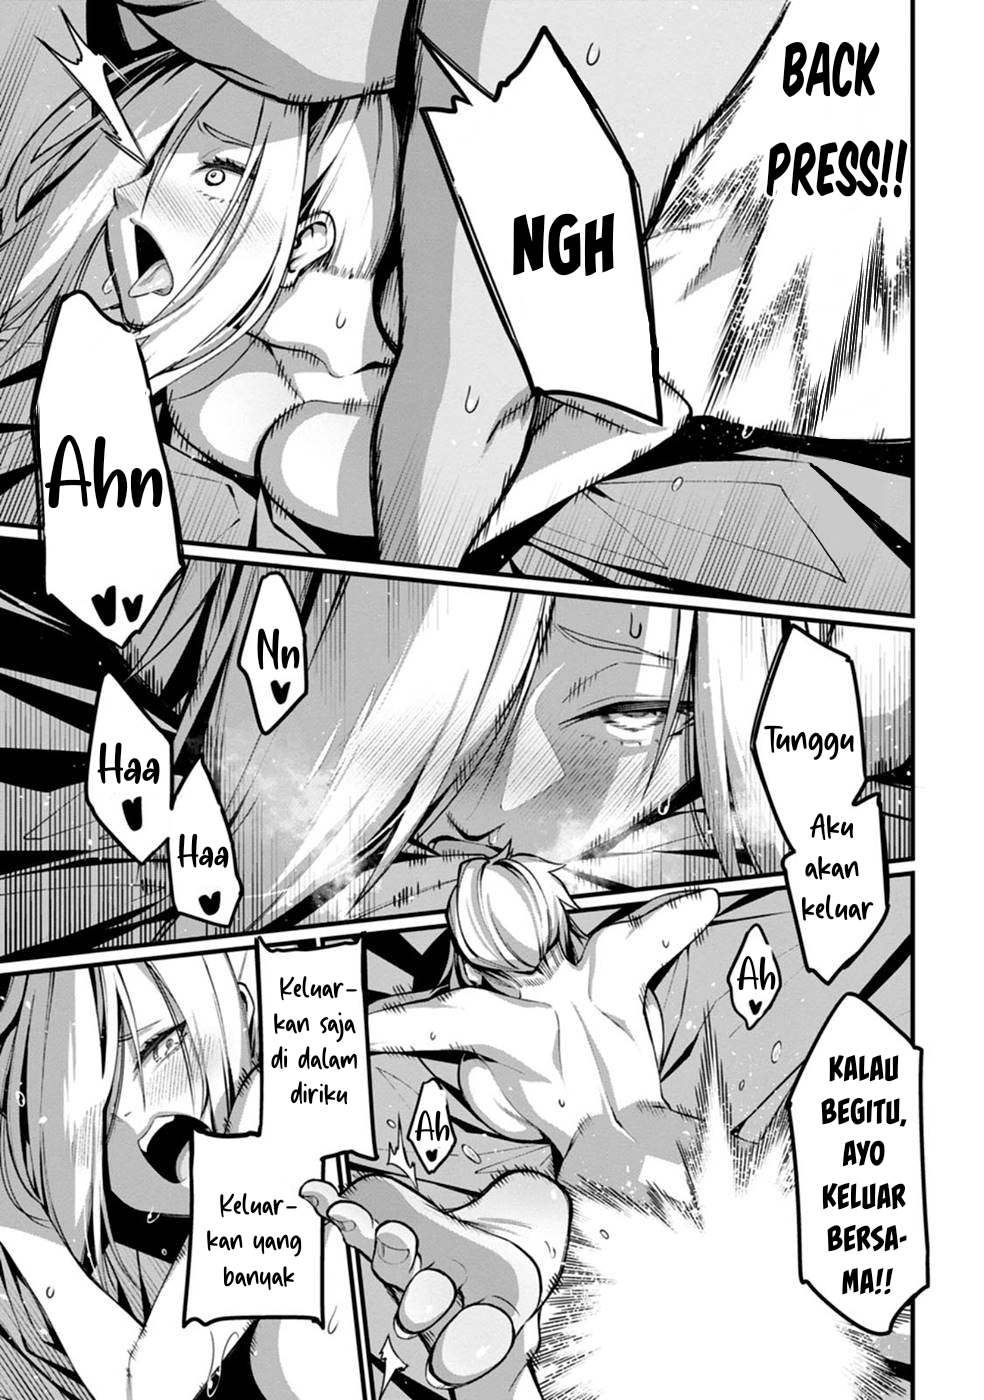 BACK
PRESS!!
NGH
Ahn
Tunggu
Aku
akan
keluar
Nn
Haa
Haa
Ah
KALAU
BEGITU,
AYO
KELUAR
BERSA-
MA!!
Ah
Keluar-
kan saja
di dalam
diriku
Keluar-
kan yang
banyak